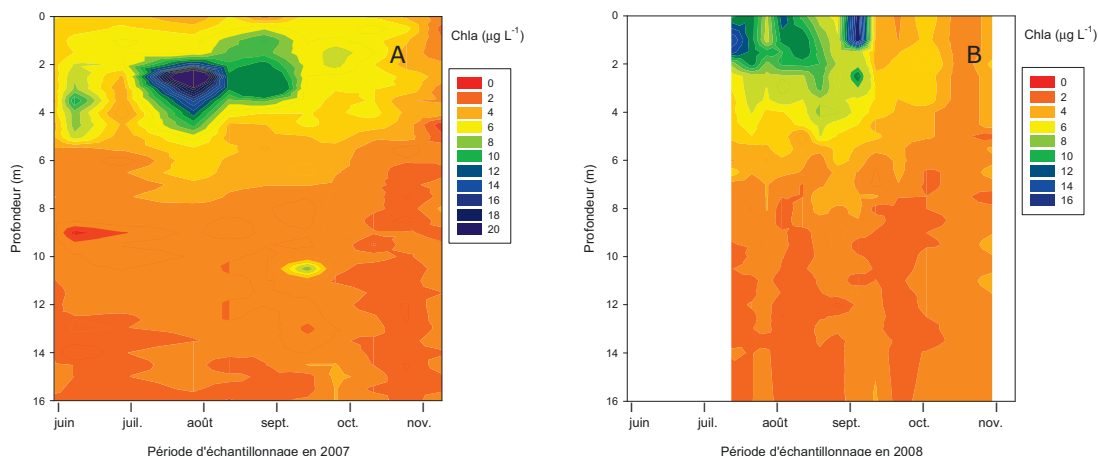 Chla (µg L-1)
A
0
2
4
6
8
10
12
14
16
Profondeur (m)
juin
juil.
août
sept.
oct.
nov.
Période d'échantillonnage en 2007
0
2
4
6
8
10
12
14
16
18
20
Chla (µg L-1)
B
0
2
4
6
8
10
12
14
16
Profondeur (m)
juin
juil.
août
sept.
oct.
nov.
Période d'échantillonnage en 2008
0
2
4
6
8
10
12
14
16